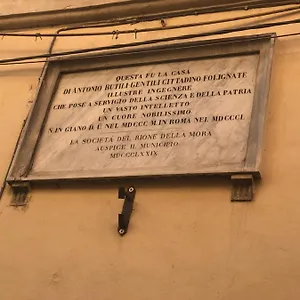 QUESTA FU LA CASA
DI ANTONIO RUTILI GENTILI CITTADINO FOLIGNATE
ILLUSTRE INGEGNERE
CHE POSE A SERVIGIO DELLA SCIENZA E DELLA PATRIA
UN VASTO INTELLETTO
UN CUORE NOBILISSIMO
N. IN GIANO D. U. NEL MDCCC M. IN ROMA NEL MDCCCL
LA SOCIETÀ DEL RIONE DELLA MORA
AUSPICE IL MUNICIPIO
MDCCCLXXIX